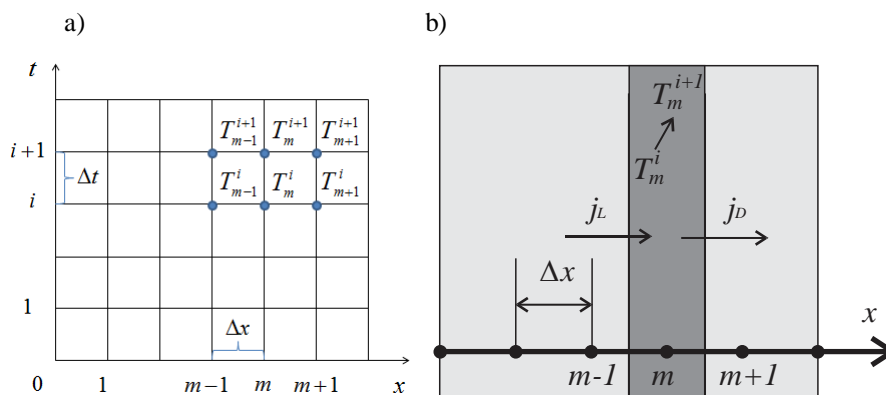 a)
t
T_{m-1}^{i+1} T_m^{i+1} T_{m+1}^{i+1}
i+1
Δt
T_{m-1}^i T_m^i T_{m+1}^i
i
1
Δx
0 1 m-1 m m+1 x
b)
T_m^{i+1}
T_m^i
j_L j_D
Δx
x
m-1 m m+1